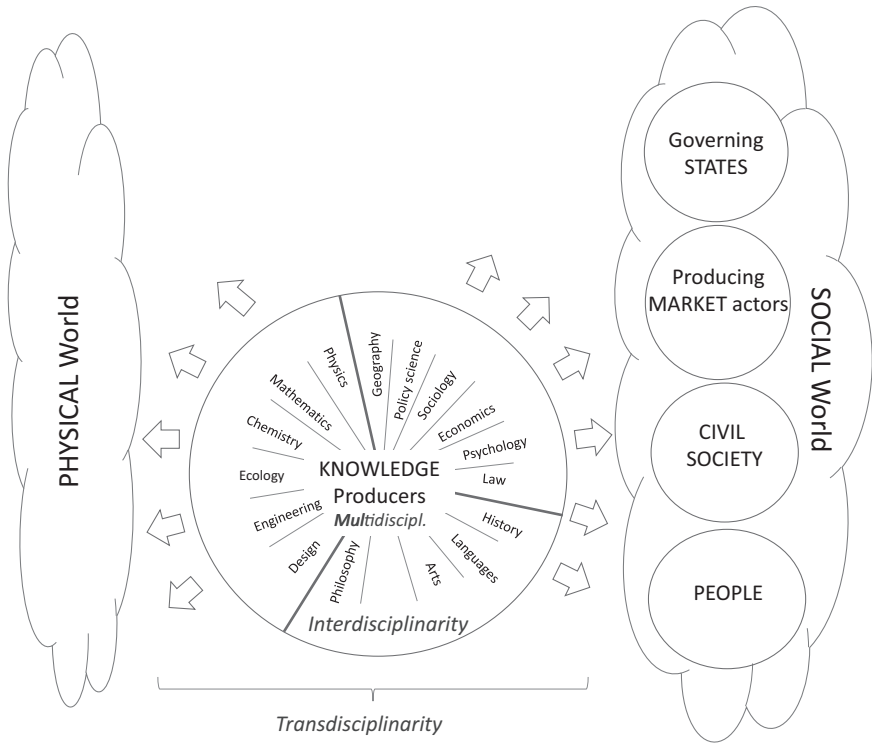 PHYSICAL World
Physics
Mathematics
Chemistry
Ecology
Engineering
Design
Geography
Policy science
Sociology
Economics
Psychology
Law
History
Languages
Arts
Philosophy
KNOWLEDGE
Producers
Multidiscipl.
Interdisciplinarity
Transdisciplinarity
Governing
STATES
Producing
MARKET actors
CIVIL
SOCIETY
PEOPLE
SOCIAL World